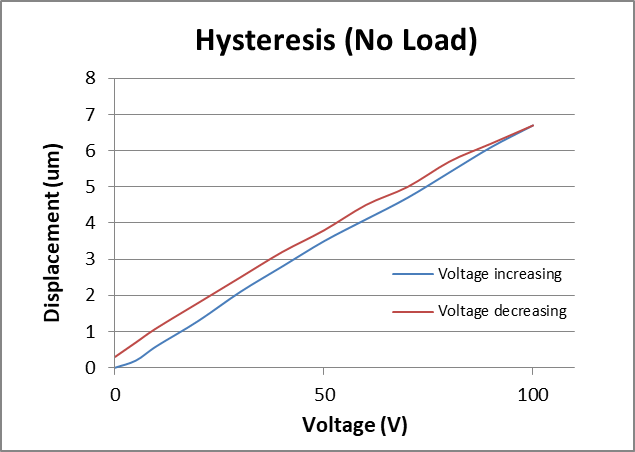 Hysteresis (No Load)
8
7
6
5
4
3
2
1
0
Displacement (um)
Voltage increasing
Voltage decreasing
0 50 100
Voltage (V)